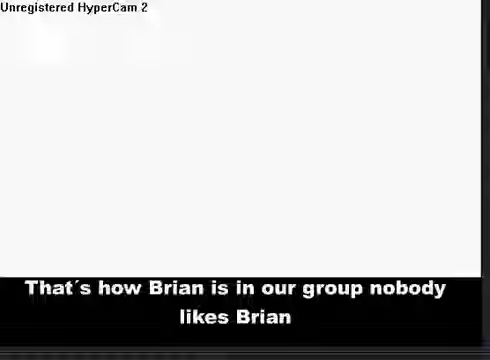 Unregistered HyperCam 2
That´s how Brian is in our group nobody
likes Brian